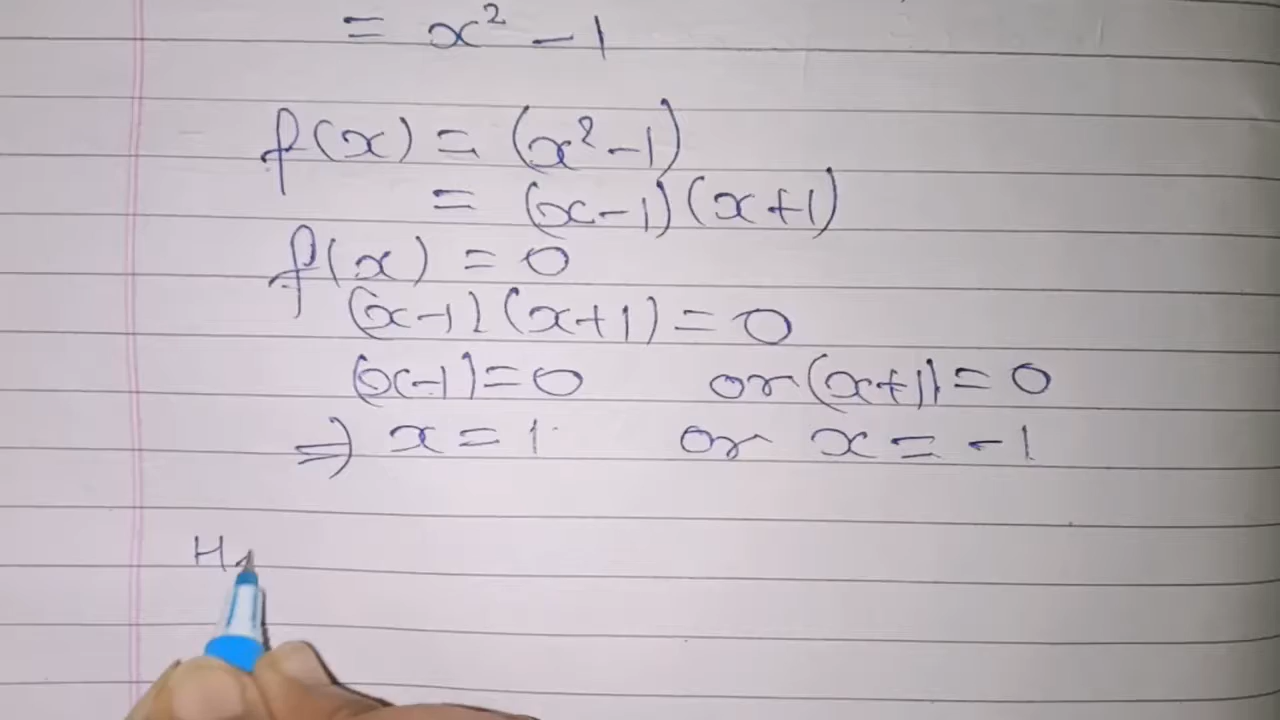 = x² - 1
f(x) = (x² - 1)
= (x - 1) (x + 1)
f(x) = 0
(x - 1) (x + 1) = 0
(x - 1) = 0 or (x + 1) = 0
⇒ x = 1 or x = -1